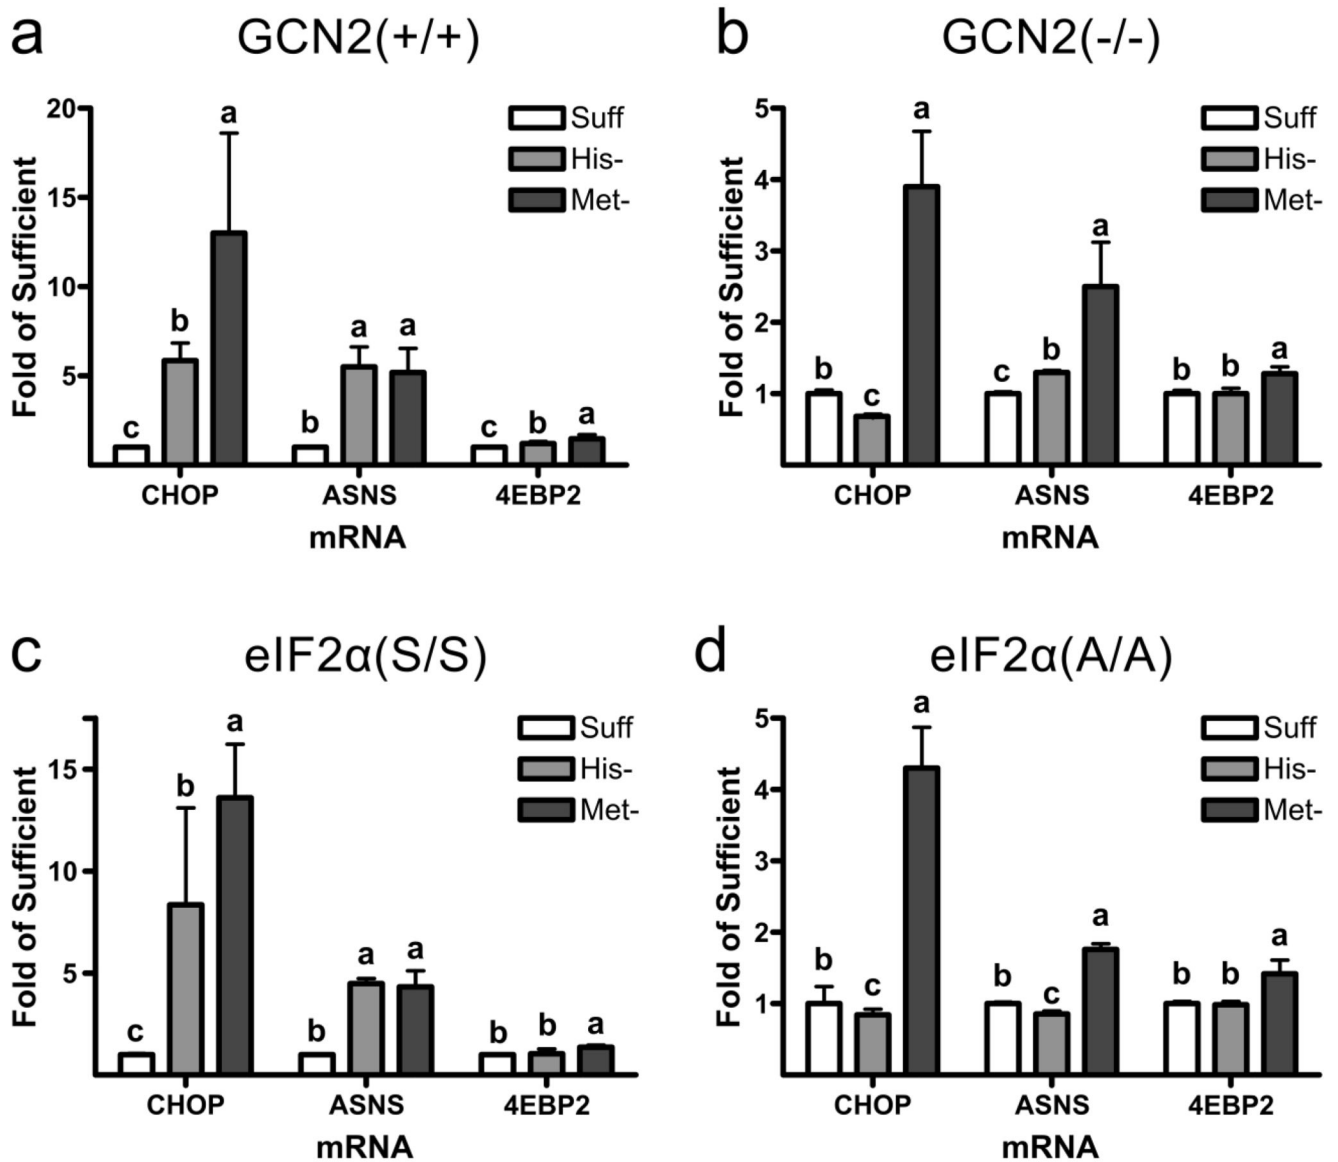 a GCN2(+/+)
Fold of Sufficient
20
15
10
5
c b a
b a a
c b a
Suff
His-
Met-
CHOP ASNS 4EBP2
mRNA
b GCN2(-/-)
Fold of Sufficient
5
4
3
2
1
b c a
c b a
b b a
Suff
His-
Met-
CHOP ASNS 4EBP2
mRNA
c eIF2α(S/S)
Fold of Sufficient
15
10
5
c b a
b a a
b b a
Suff
His-
Met-
CHOP ASNS 4EBP2
mRNA
d eIF2α(A/A)
Fold of Sufficient
5
4
3
2
1
b c a
b c a
b b a
Suff
His-
Met-
CHOP ASNS 4EBP2
mRNA